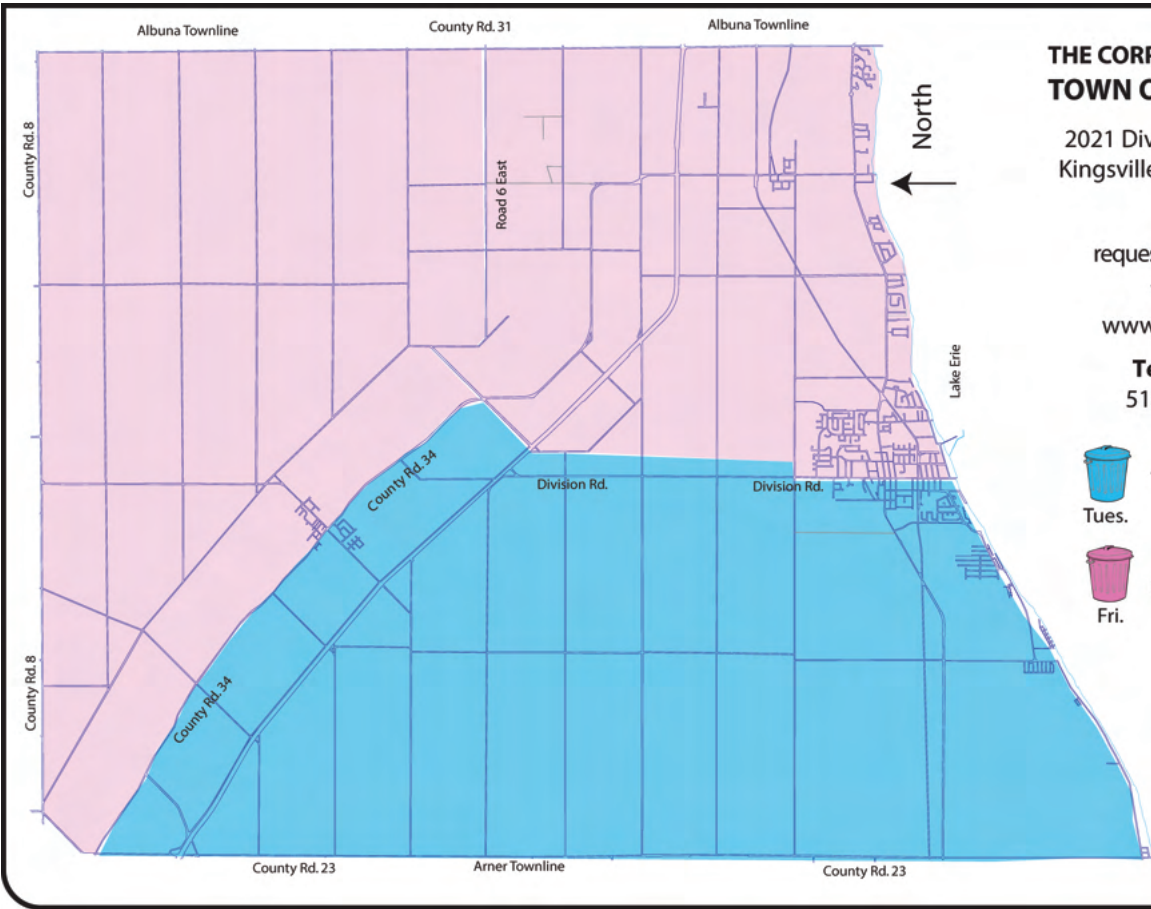 Albuna Townline
County Rd. 31
Albuna Townline
County Rd. 8
Road 6 East
North
THE CORP
TOWN O
2021 Div
Kingsville
reques
www
Te
51
Lake Erie
County Rd. 34
Division Rd.
Division Rd.
Tues.
Fri.
County Rd. 8
County Rd. 34
County Rd. 23
Arner Townline
County Rd. 23